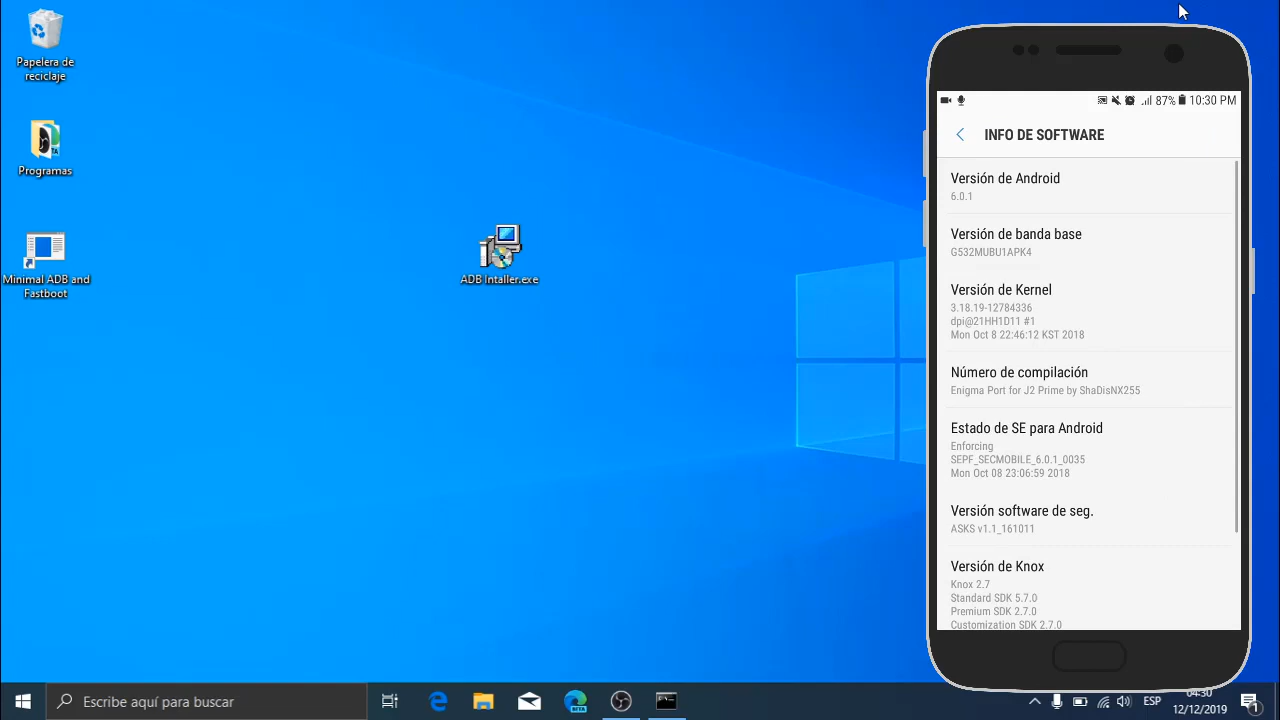 Papelera de
reciclaje
Programas
Minimal ADB and
Fastboot
ADB Intaller.exe
87%
10:30 PM
INFO DE SOFTWARE
Versión de Android
6.0.1
Versión de banda base
G532MUBU1APK4
Versión de Kernel
3.18.19-12784336
dpi@21HH1D11 #1
Mon Oct 8 22:46:12 KST 2018
Número de compilación
Enigma Port for J2 Prime by ShaDisNX255
Estado de SE para Android
Enforcing
SEPF_SECMOBILE_6.0.1_0035
Mon Oct 08 23:06:59 2018
Versión software de seg.
ASKS v1.1_161011
Versión de Knox
Knox 2.7
Standard SDK 5.7.0
Premium SDK 2.7.0
Customization SDK 2.7.0
Escribe aquí para buscar
BETA
ESP
04:30
12/12/2019
1